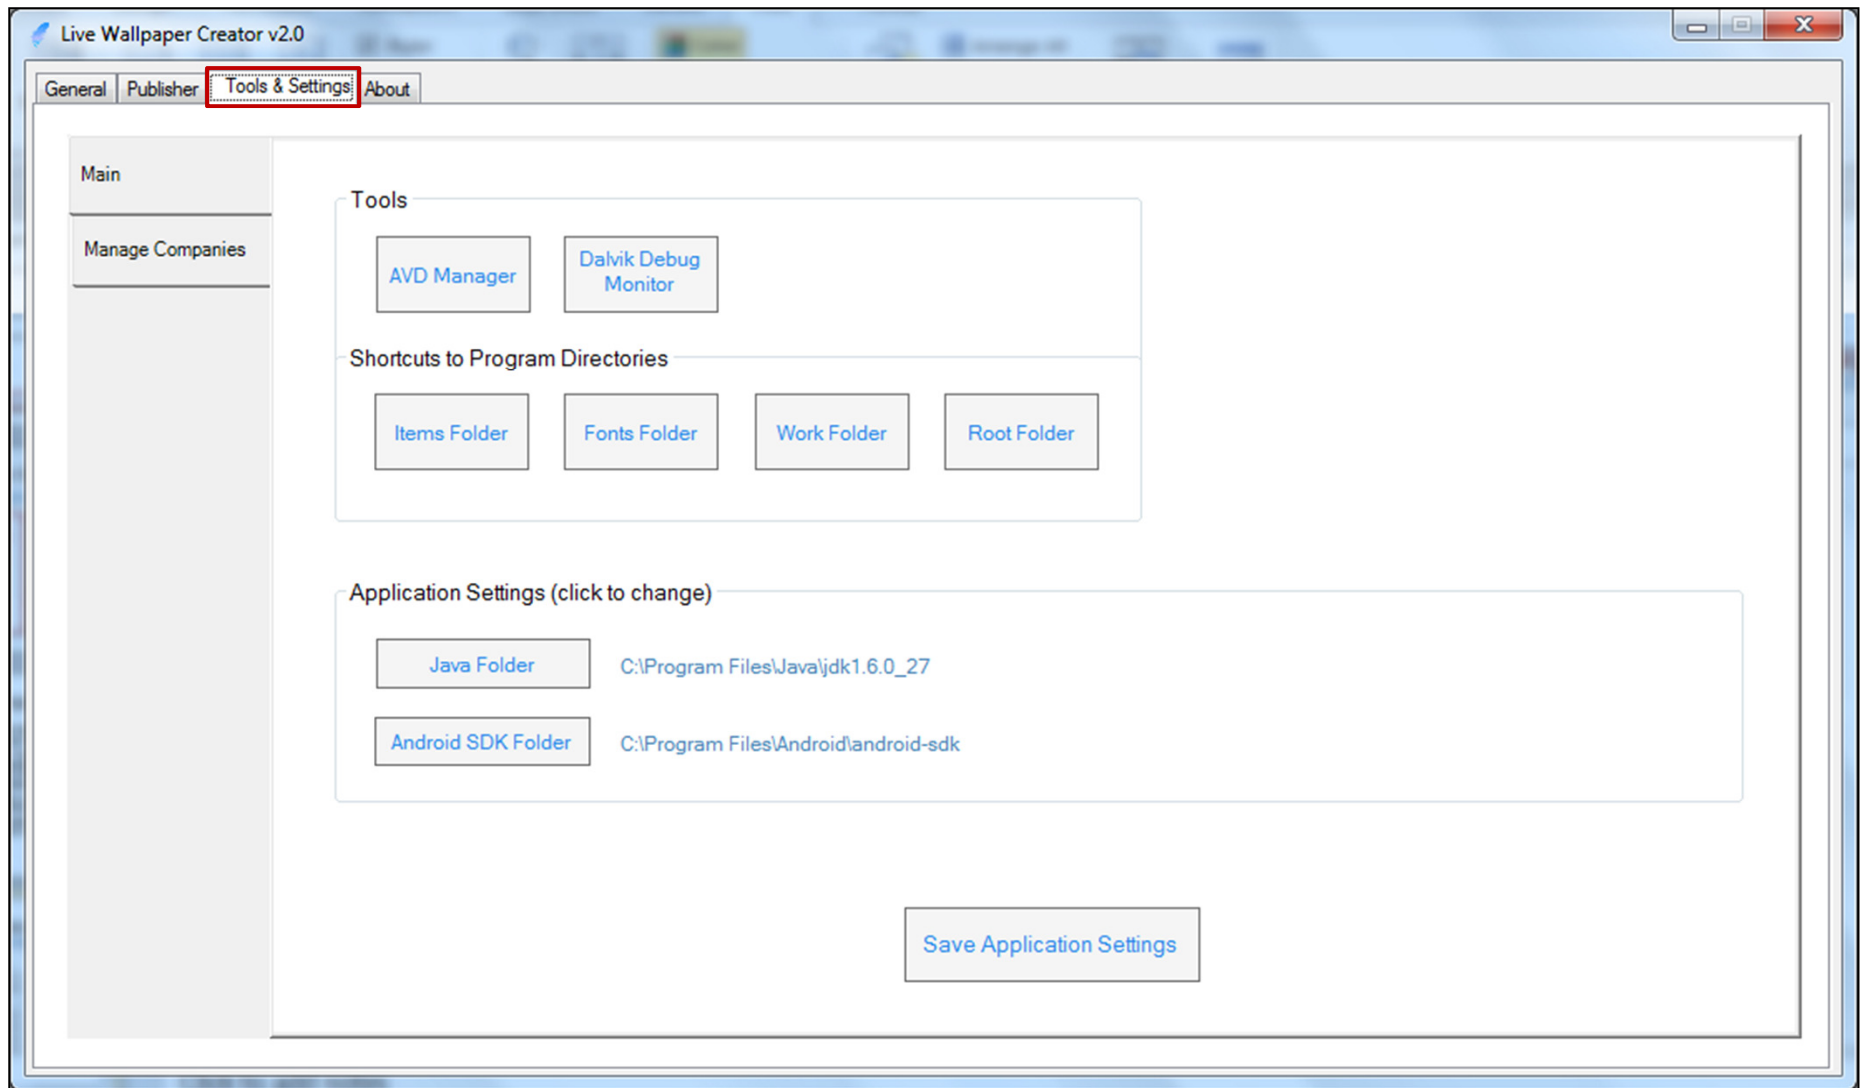 Live Wallpaper Creator v2.0
General Publisher Tools & Settings About
Main
Manage Companies
Tools
AVD Manager
Dalvik Debug
Monitor
Shortcuts to Program Directories
Items Folder Fonts Folder Work Folder Root Folder
Application Settings (click to change)
Java Folder C:\Program Files\Java\jdk1.6.0_27
Android SDK Folder C:\Program Files\Android\android-sdk
Save Application Settings